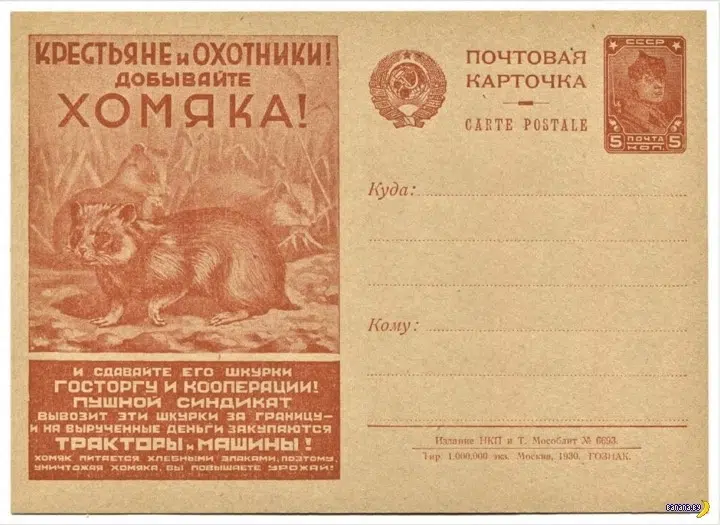 КРЕСТЬЯНЕ и ОХОТНИКИ!
ДОБЫВАЙТЕ
ХОМЯКА!
И СДАВАЙТЕ ЕГО ШКУРКИ
ГОСТОРГУ И КООПЕРАЦИИ!
ПУШНОЙ СИНДИКАТ
ВЫВОЗИТ ЭТИ ШКУРКИ ЗА ГРАНИЦУ—
И НА ВЫРУЧЕННЫЕ ДЕНЬГИ ЗАКУПАЮТСЯ
ТРАКТОРЫ и МАШИНЫ!
ХОМЯК ПИТАЕТСЯ ХЛЕБНЫМИ ЗЛАКАМИ, ПОЭТОМУ,
УНИЧТОЖАЯ ХОМЯКА, ВЫ ПОВЫШАЕТЕ УРОЖАЙ!
ПОЧТОВАЯ
КАРТОЧКА
CARTE POSTALE
СССР
5 ПОЧТА 5
КОП.
Куда:
Кому:
Издание НКП и Т. Мособлит № 6693.
Тир. 1.000.000 экз. Москва, 1930. ГОЗНАК.
banana.by